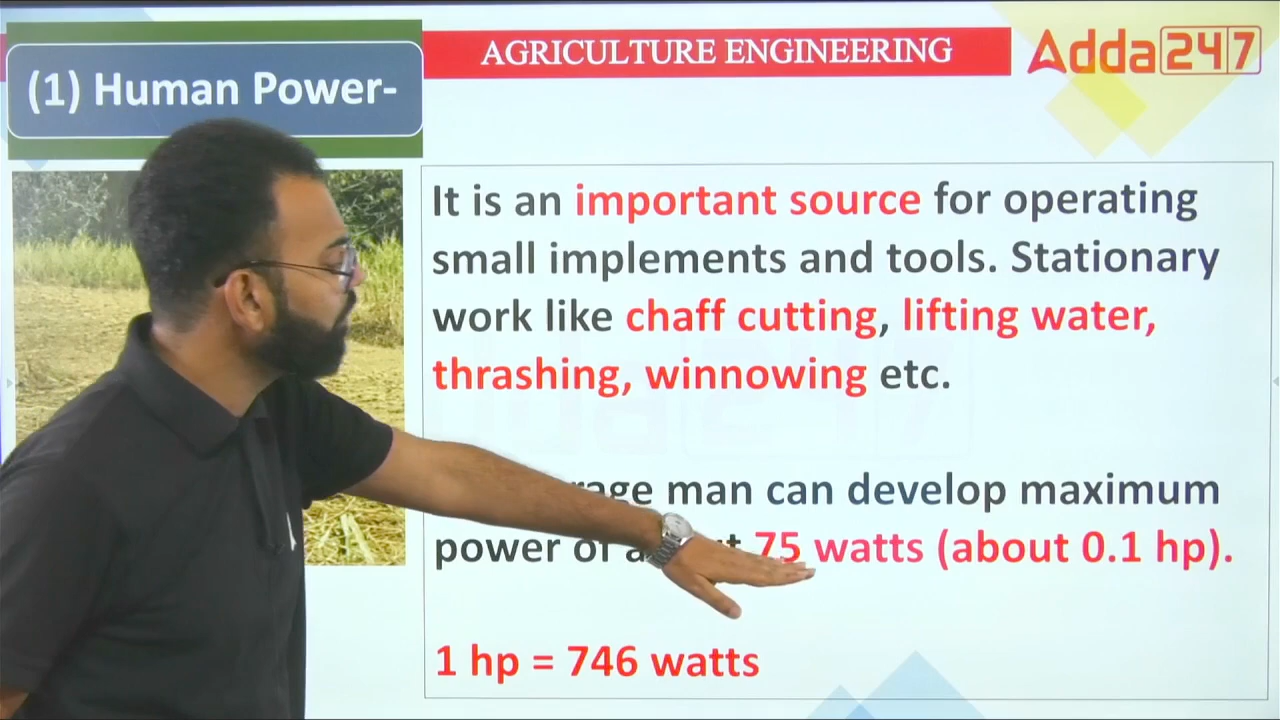 (1) Human Power-
AGRICULTURE ENGINEERING
Adda247
It is an important source for operating
small implements and tools. Stationary
work like chaff cutting, lifting water,
thrashing, winnowing etc.
man can develop maximum
power of 75 watts (about 0.1 hp).
1 hp = 746 watts